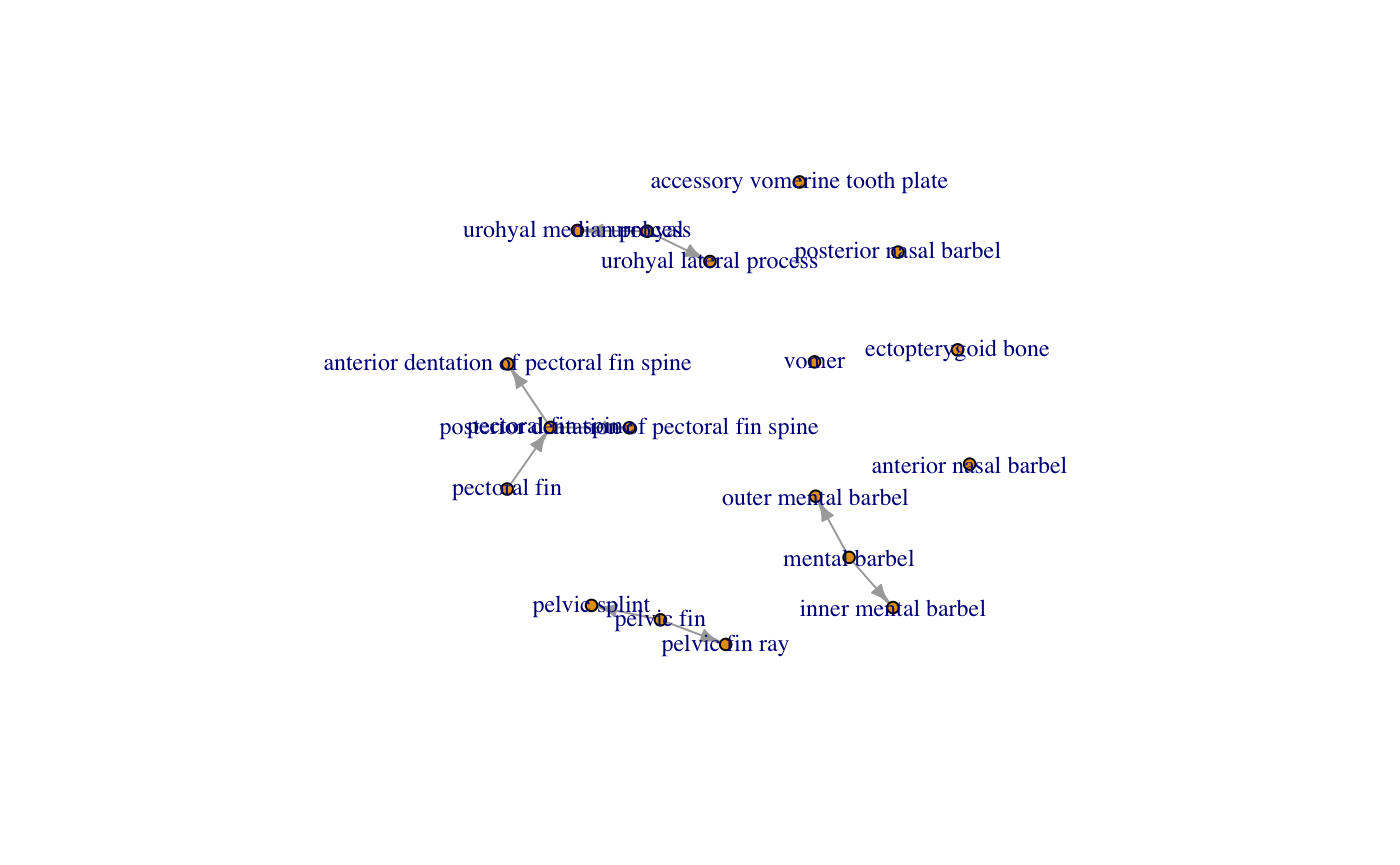 accessory vomerine tooth plate
urohyal median process
urohyal
posterior nasal barbel
urohyal lateral process
ectopterygoid bone
vomer
anterior dentation of pectoral fin spine
pectoral fin spine
posterior dentation of pectoral fin spine
anterior nasal barbel
pectoral fin
outer mental barbel
mental barbel
pelvic splint
inner mental barbel
pelvic fin
pelvic fin ray